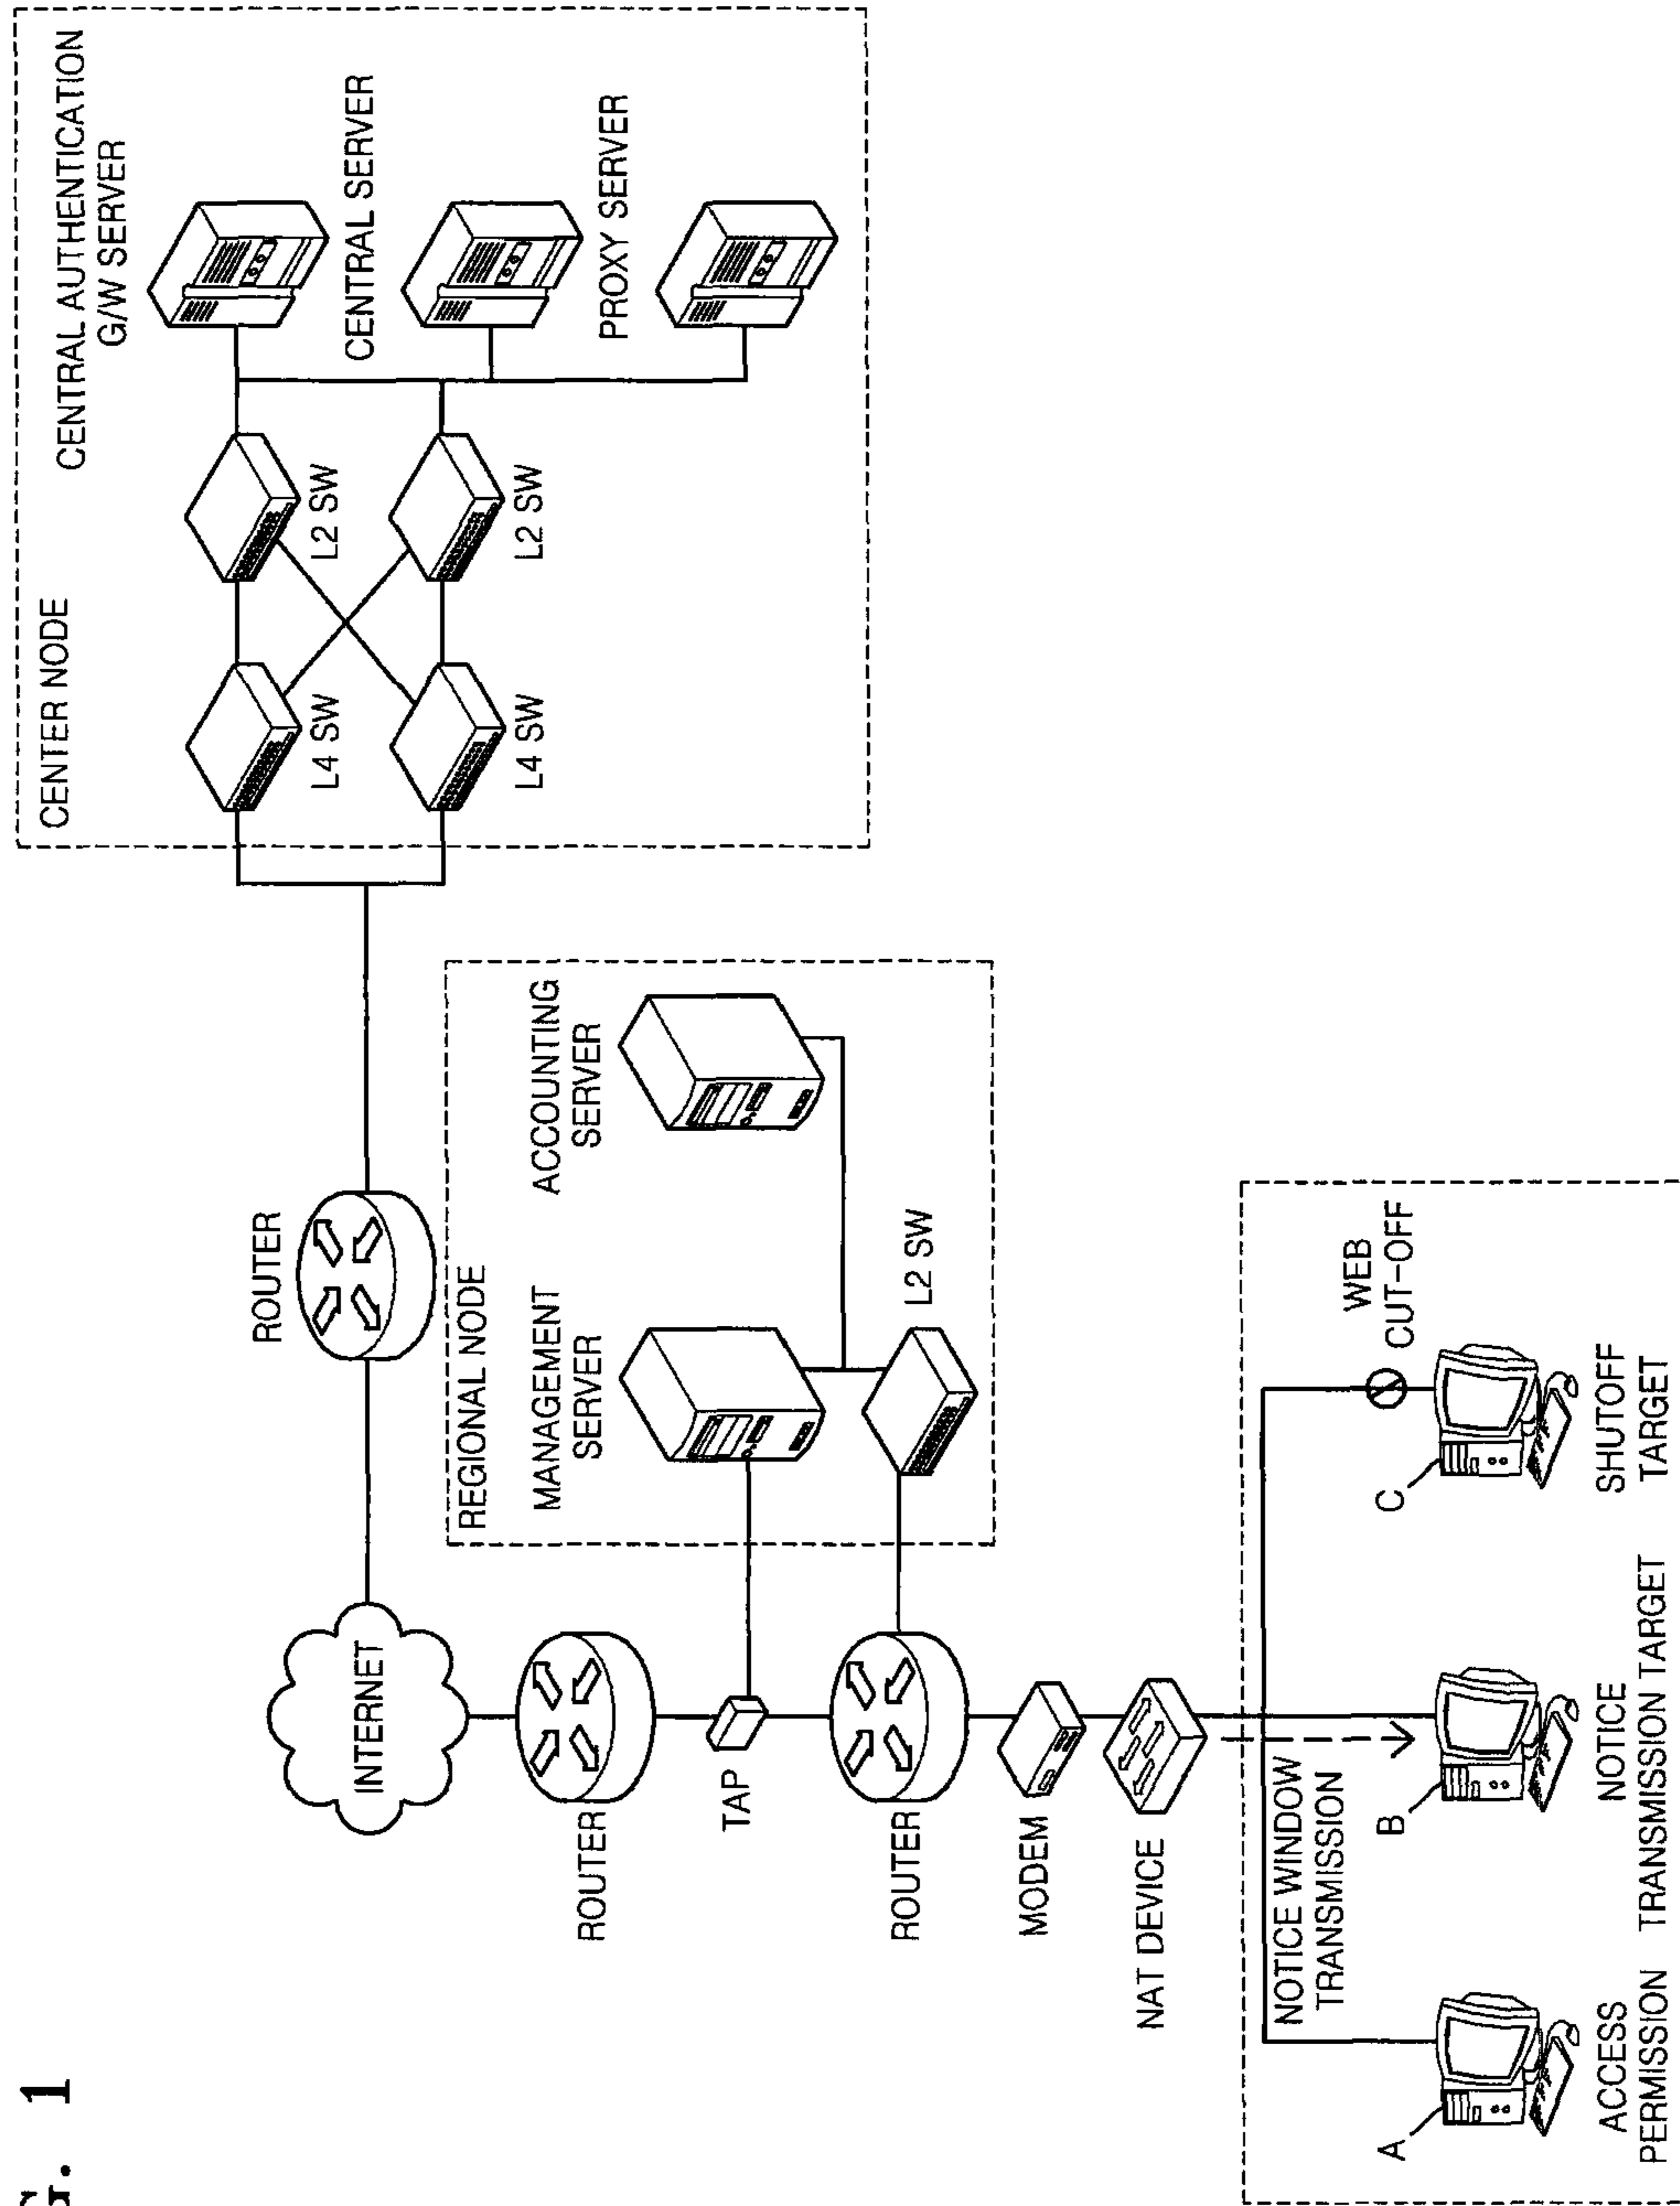 G. 1
CENTER NODE
CENTRAL AUTHENTICATION
G/W SERVER
L4 SW
L2 SW
CENTRAL SERVER
L4 SW
L2 SW
PROXY SERVER
ROUTER
INTERNET
REGIONAL NODE
ROUTER
MANAGEMENT
SERVER
ACCOUNTING
SERVER
TAP
ROUTER
L2 SW
MODEM
NAT DEVICE
NOTICE WINDOW
TRANSMISSION
WEB
CUT-OFF
A
B
C
ACCESS
PERMISSION
NOTICE
TRANSMISSION TARGET
SHUTOFF
TARGET